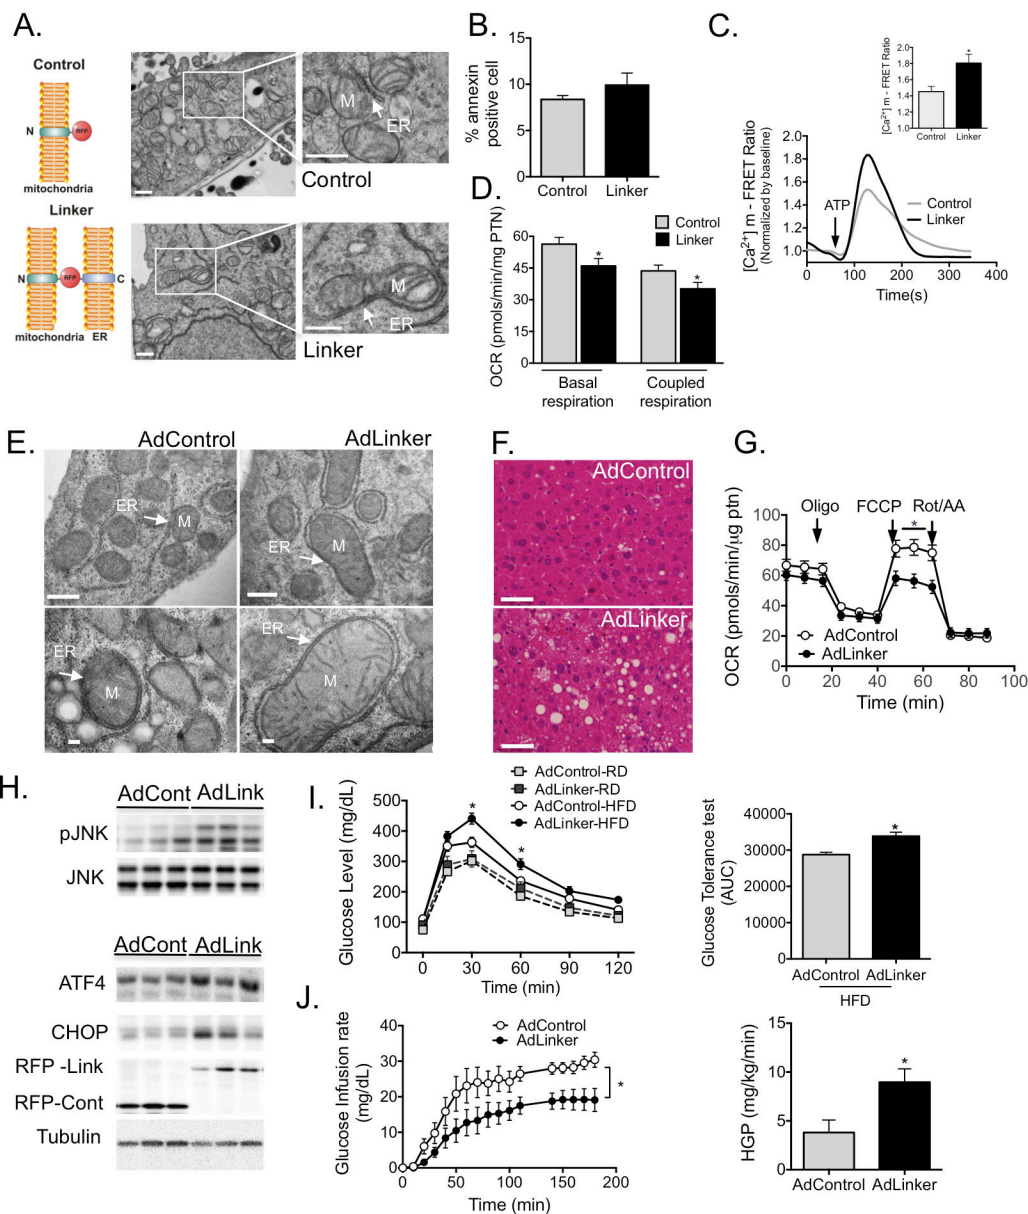 A.
Control
N
RFP
mitochondria
Linker
N
RFP
C
mitochondria
ER
M
ER
Control
M
ER
Linker
B.
% annexin
positive cell
15
10
5
0
Control
Linker
C.
[Ca²⁺] m - FRET Ratio
2.0
1.8
1.6
1.4
1.2
1.0
*
Control
Linker
[Ca²⁺] m - FRET Ratio
(Normalized by baseline)
2.0
1.8
1.6
1.4
1.2
1.0
ATP
Control
Linker
0
100
200
300
400
Time(s)
D.
OCR (pmols/min/mg PTN)
60
45
30
15
0
Control
Linker
*
*
Basal
respiration
Coupled
respiration
E.
AdControl
AdLinker
ER
M
ER
M
ER
M
ER
M
F.
AdControl
AdLinker
G.
OCR (pmols/min/µg ptn)
100
80
60
40
20
0
Oligo
FCCP
Rot/AA
*
AdControl
AdLinker
0
20
40
60
80
100
Time (min)
H.
AdCont
AdLink
pJNK
JNK
AdCont
AdLink
ATF4
CHOP
RFP -Link
RFP-Cont
Tubulin
I.
AdControl-RD
AdLinker-RD
AdControl-HFD
AdLinker-HFD
Glucose Level (mg/dL)
500
400
300
200
100
0
*
*
0
30
60
90
120
Time (min)
Glucose Tolerance test
(AUC)
40000
30000
20000
10000
0
*
AdControl
AdLinker
HFD
J.
Glucose Infusion rate
(mg/dL)
40
30
20
10
0
AdControl
AdLinker
*
0
50
100
150
200
Time (min)
HGP (mg/kg/min)
15
10
5
0
*
AdControl
AdLinker